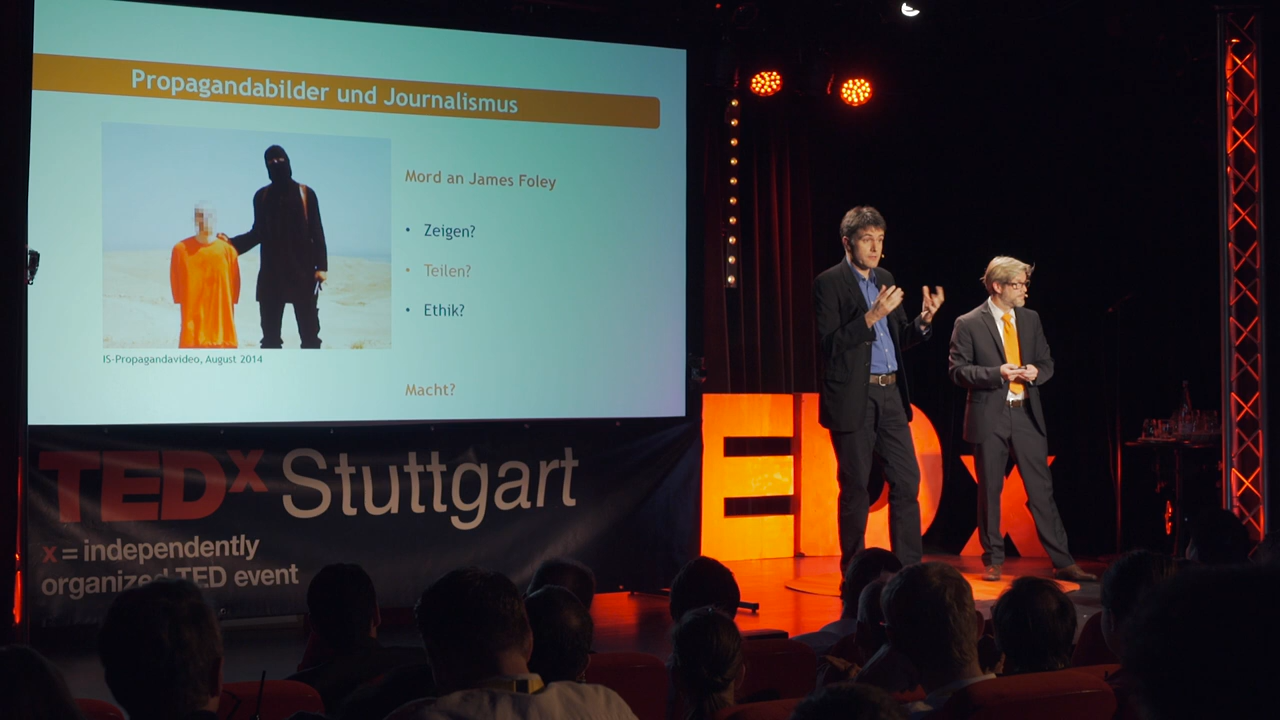 Propagandabilder und Journalismus
Mord an James Foley
• Zeigen?
• Teilen?
• Ethik?
IS-Propagandavideo, August 2014
Macht?
TEDx Stuttgart
x = independently
organized TED event
EDx